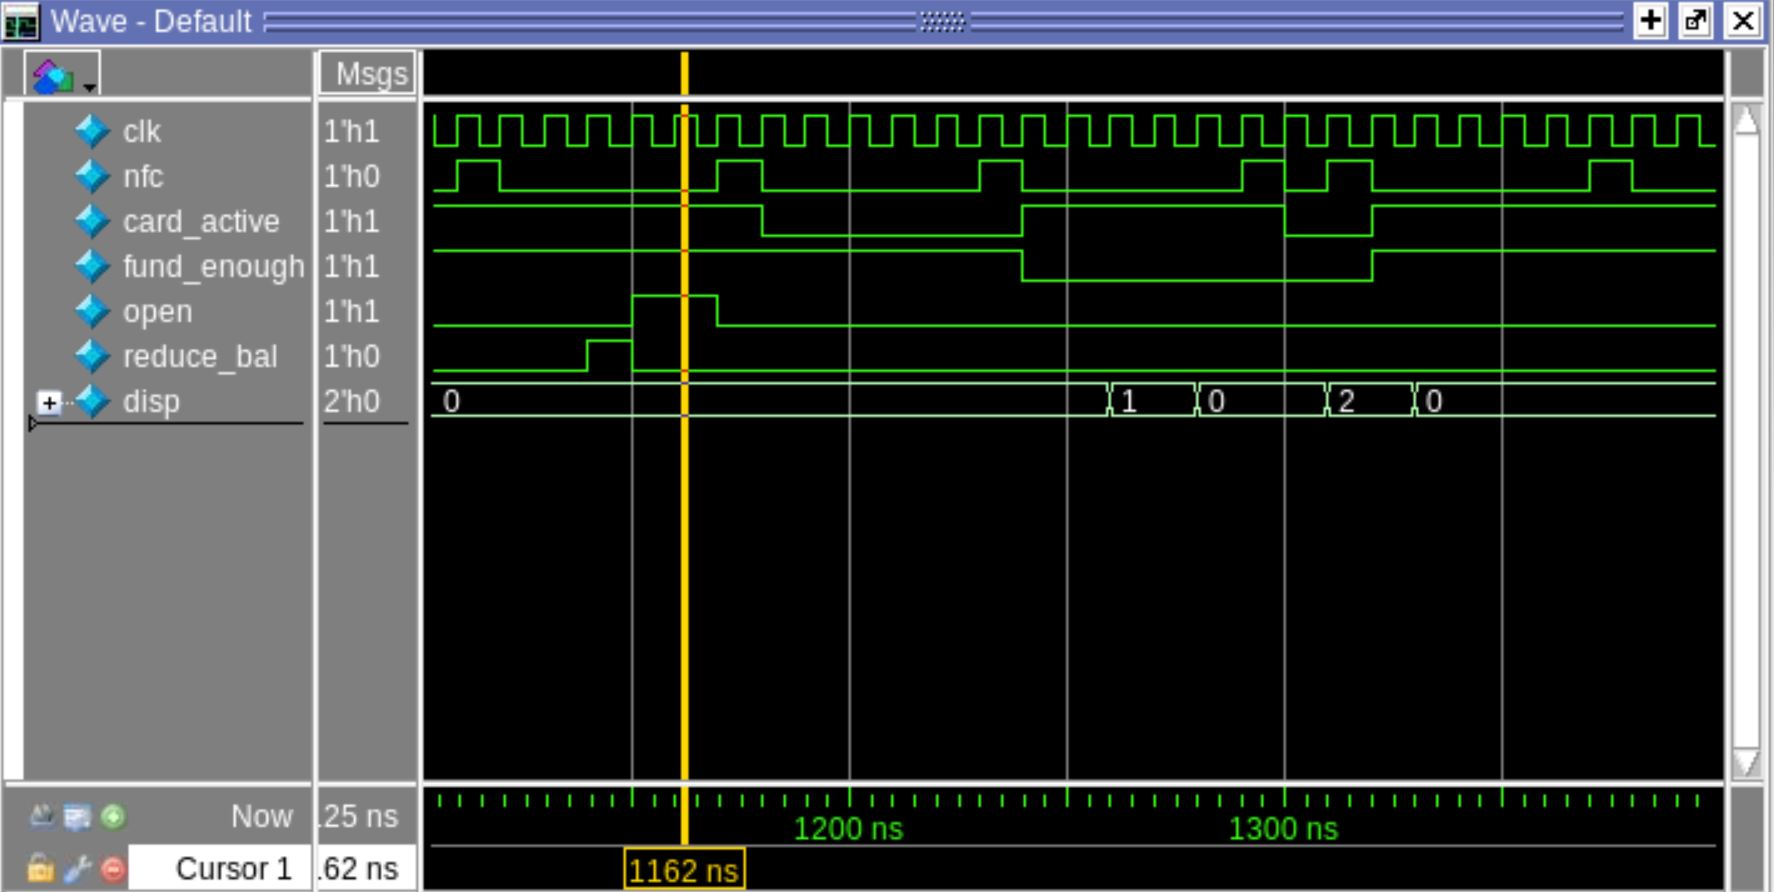 Wave - Default
Msgs
clk 1'h1
nfc 1'h0
card_active 1'h1
fund_enough 1'h1
open 1'h1
reduce_bal 1'h0
disp 2'h0 0 1 0 2 0
Now .25 ns 1200 ns 1300 ns
Cursor 1 .62 ns 1162 ns